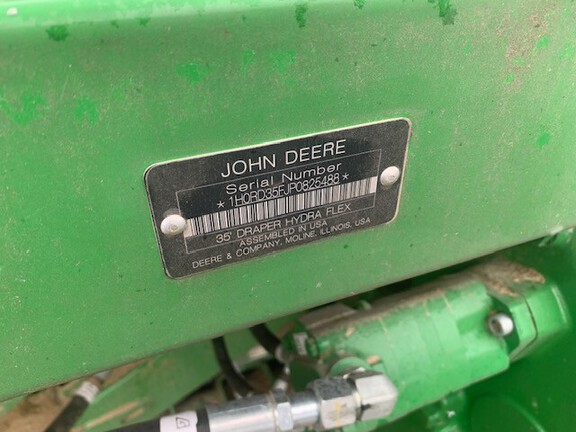 JOHN DEERE
Serial Number
*1H0RD35FJP0825488*
35' DRAPER HYDRA FLEX
ASSEMBLED IN USA
DEERE & COMPANY, MOLINE, ILLINOIS, USA